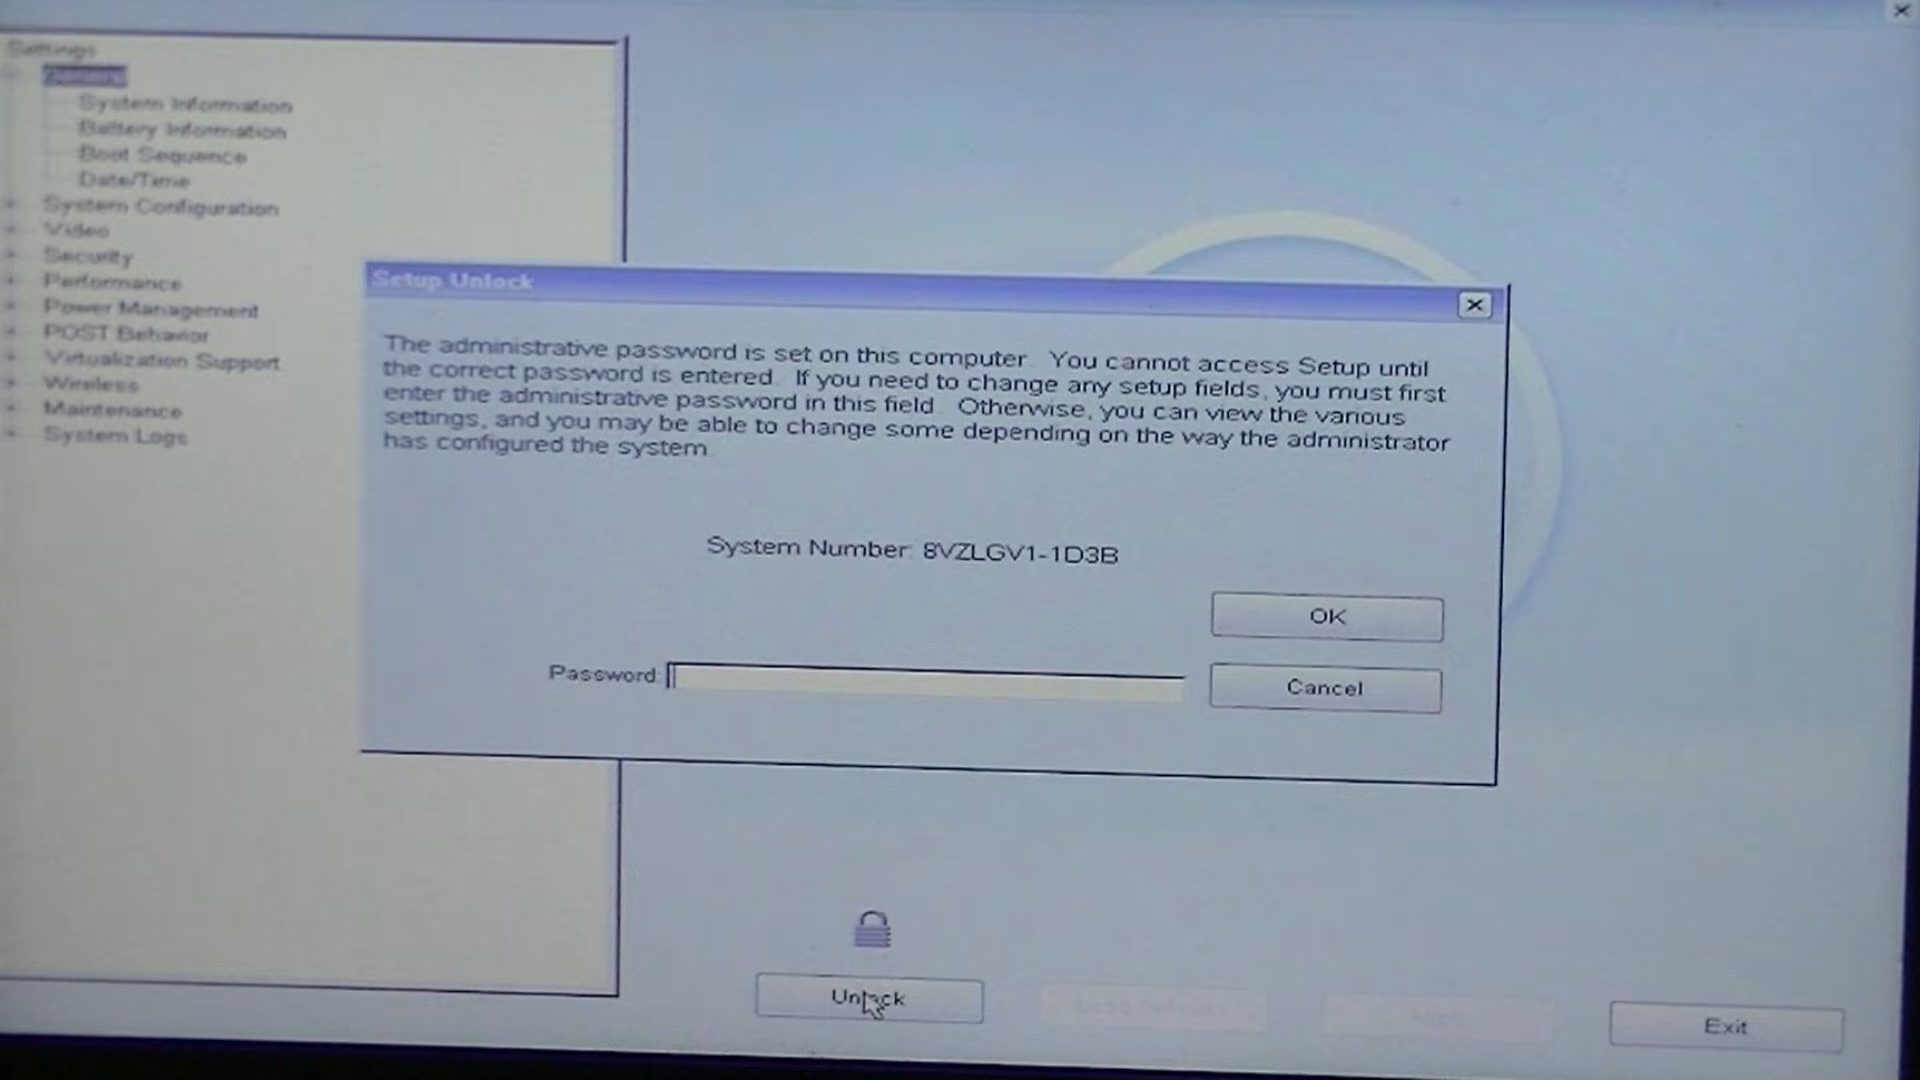 Settings
General
System Information
Battery Information
Boot Sequence
Date/Time
System Configuration
Video
Security
Performance
Power Management
POST Behavior
Virtualization Support
Wireless
Maintenance
System Logs
Setup Unlock
The administrative password is set on this computer. You cannot access Setup until
the correct password is entered. If you need to change any setup fields, you must first
enter the administrative password in this field. Otherwise, you can view the various
settings, and you may be able to change some depending on the way the administrator
has configured the system.
System Number: 8VZLGV1-1D3B
OK
Password
Cancel
Unlock
Exit